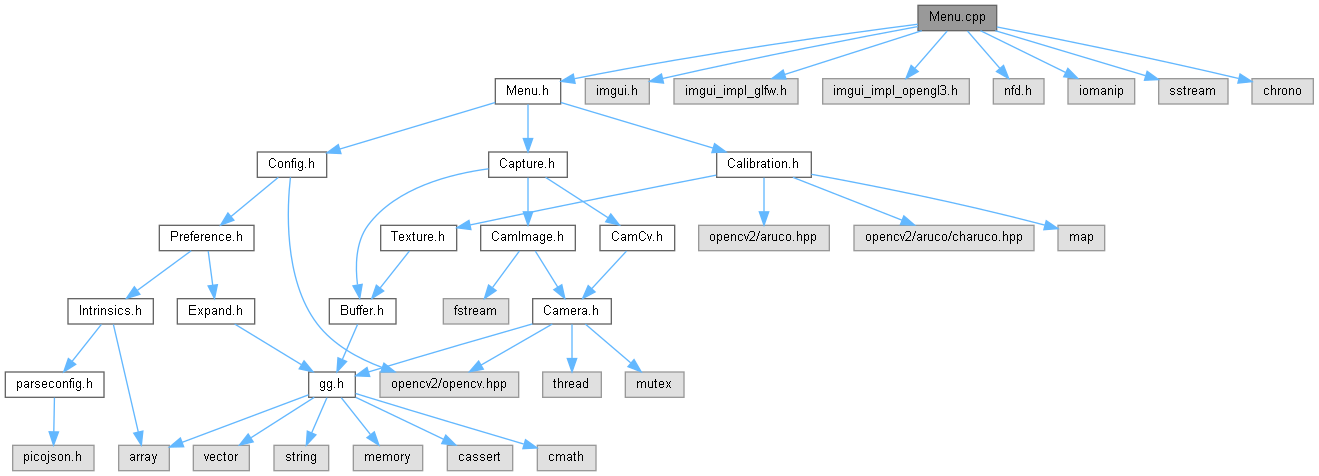 Menu.cpp
Menu.h
imgui.h
imgui_impl_glfw.h
imgui_impl_opengl3.h
nfd.h
iomanip
sstream
chrono
Config.h
Capture.h
Calibration.h
Preference.h
Texture.h
CamImage.h
CamCv.h
opencv2/aruco.hpp
opencv2/aruco/charuco.hpp
map
Intrinsics.h
Expand.h
Buffer.h
fstream
Camera.h
parseconfig.h
gg.h
opencv2/opencv.hpp
thread
mutex
picojson.h
array
vector
string
memory
cassert
cmath